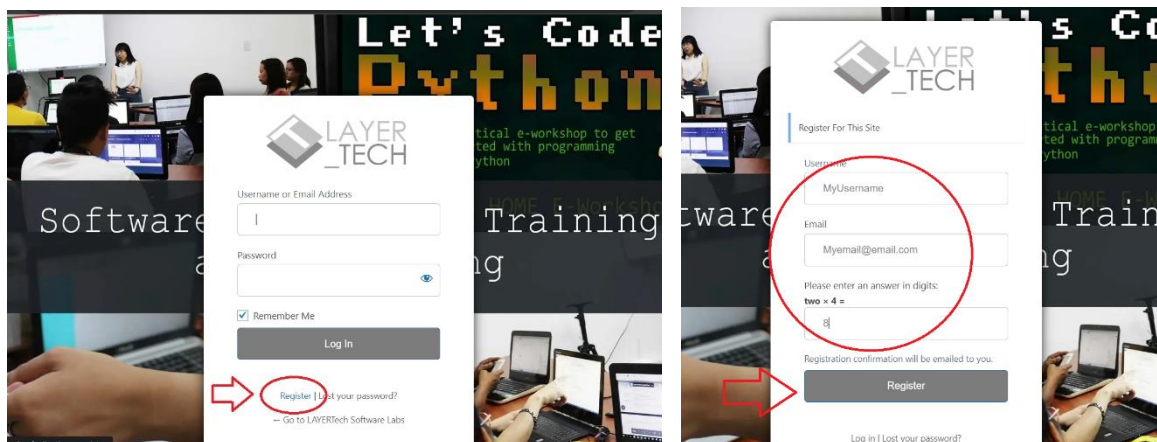 Let's Code
Python
tical e-workshop to get
ted with programming
ython
LAYER
_TECH
Username or Email Address
Password
Remember Me
Log In
Register | Lost your password?
← Go to LAYERTech Software Labs
Software
Training
g
LAYER
_TECH
Register For This Site
Username
MyUsername
Email
Myemail@email.com
Please enter an answer in digits:
two × 4 =
8
Registration confirmation will be emailed to you.
Register
Log in | Lost your password?
tical e-workshop
ted with program
ython
tware
Train
g